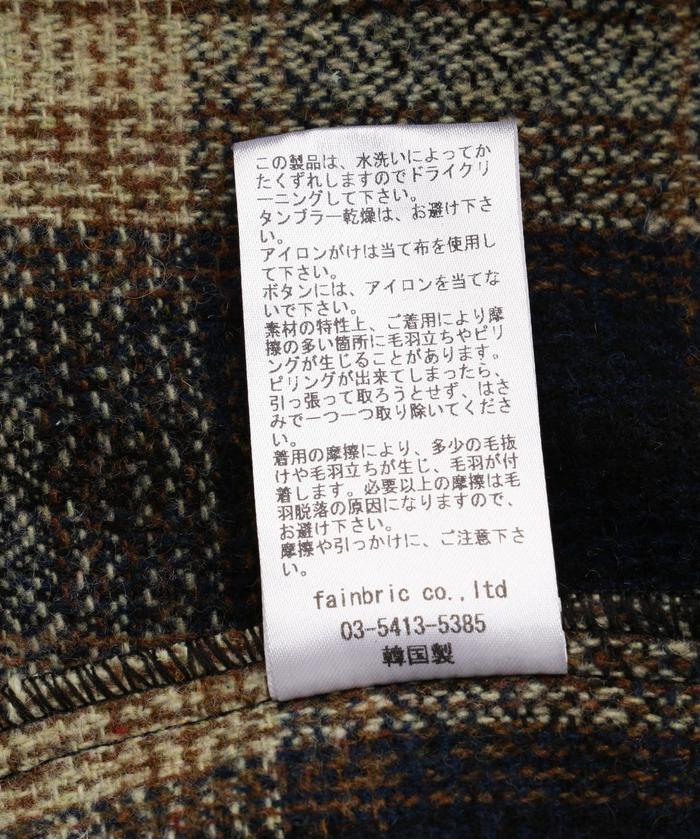 この製品は、水洗いによってか
たくずれしますのでドライクリ
ーニングして下さい。
タンブラー乾燥は、お避け下さ
い。
アイロンがけは当て布を使用し
て下さい。
ボタンには、アイロンを当てな
いで下さい。
素材の特性上、ご着用により摩
擦の多い箇所に毛羽立ちやピリ
ングが生じることがあります。
ピリングが出来てしまったら、
引っ張って取ろうとせず、はさ
みで一つ一つ取り除いてくださ
い。
着用の摩擦により、多少の毛抜
けや毛羽立ちが生じ、毛羽が付
着します。必要以上の摩擦は毛
羽脱落の原因になりますので、
お避け下さい。
摩擦や引っかけに、ご注意下さ
い。
fainbric co.,ltd
03-5413-5385
韓国製